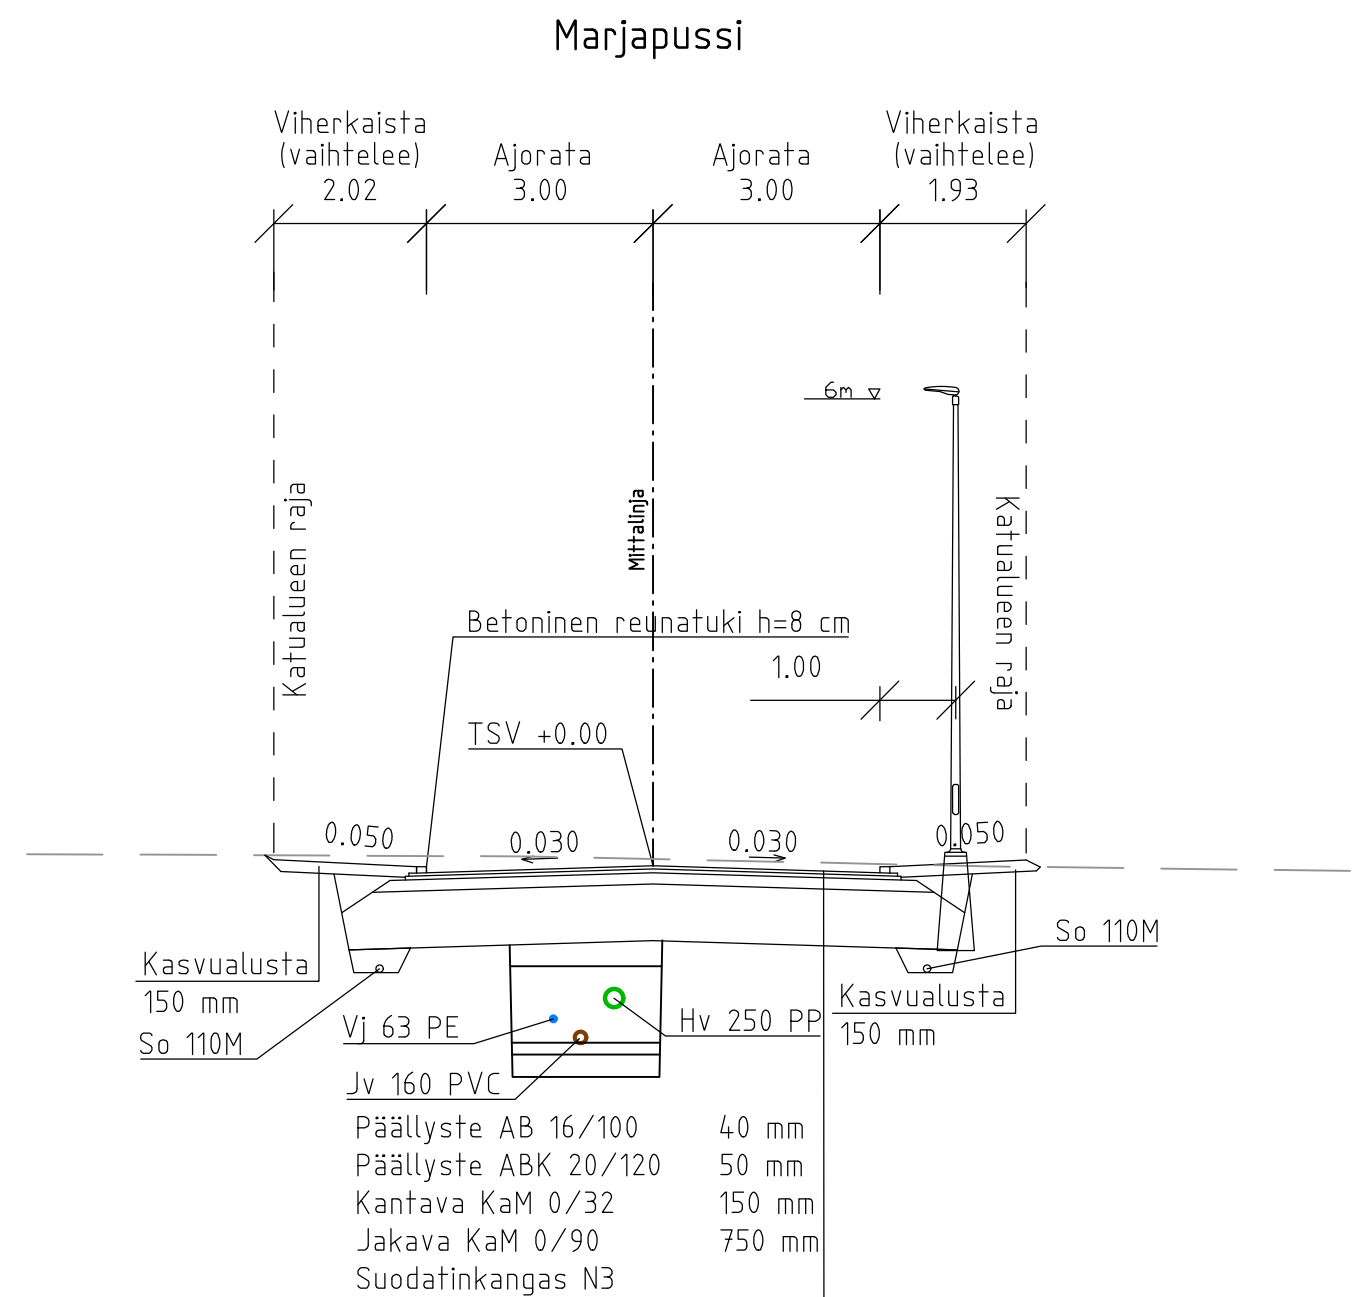 Marjapussi
Viherkaista
(vaihtelee)
2.02
Ajorata
3.00
Ajorata
3.00
Viherkaista
(vaihtelee)
1.93
6m
Katualueen raja
Mittalinja
Katualueen raja
Betoninen reunatuki h=8 cm
1.00
TSV +0.00
0.050
0.030
0.030
0.050
So 110M
Kasvualusta
150 mm
So 110M
Vj 63 PE
Hv 250 PP
Kasvualusta
150 mm
Jv 160 PVC
Päällyste AB 16/100 40 mm
Päällyste ABK 20/120 50 mm
Kantava KaM 0/32 150 mm
Jakava KaM 0/90 750 mm
Suodatinkangas N3